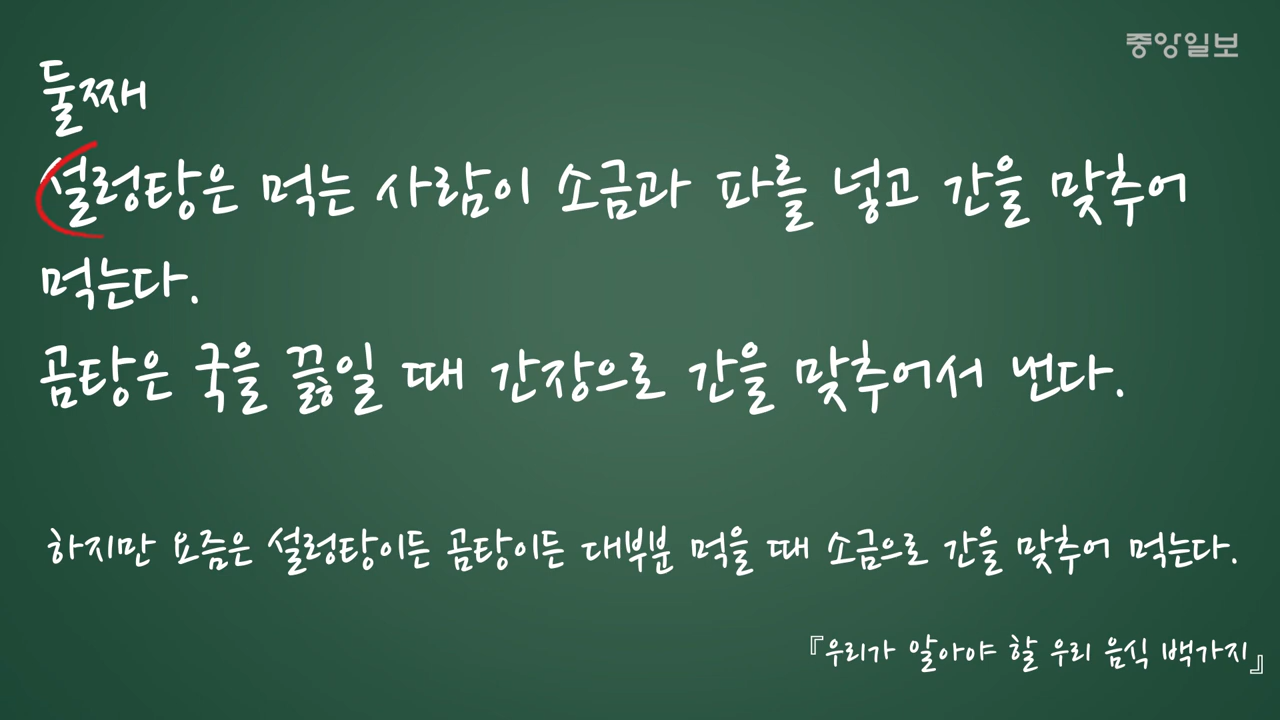 중앙일보
둘째
설렁탕은 먹는 사람이 소금과 파를 넣고 간을 맞추어
먹는다.
곰탕은 국을 끓일 때 간장으로 간을 맞추어서 낸다.
하지만 요즘은 설렁탕이든 곰탕이든 대부분 먹을 때 소금으로 간을 맞추어 먹는다.
『우리가 알아야 할 우리 음식 백가지』